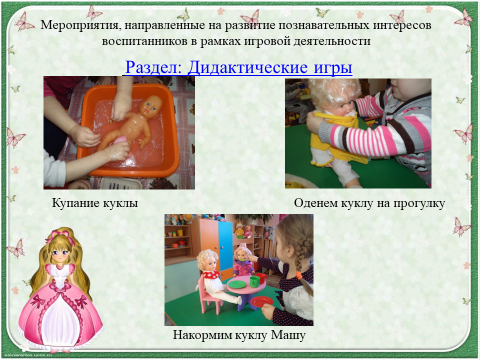 Мероприятия, направленные на развитие познавательных интересов
воспитанников в рамках игровой деятельности
Раздел: Дидактические игры
Купание куклы
Оденем куклу на прогулку
Накормим куклу Машу